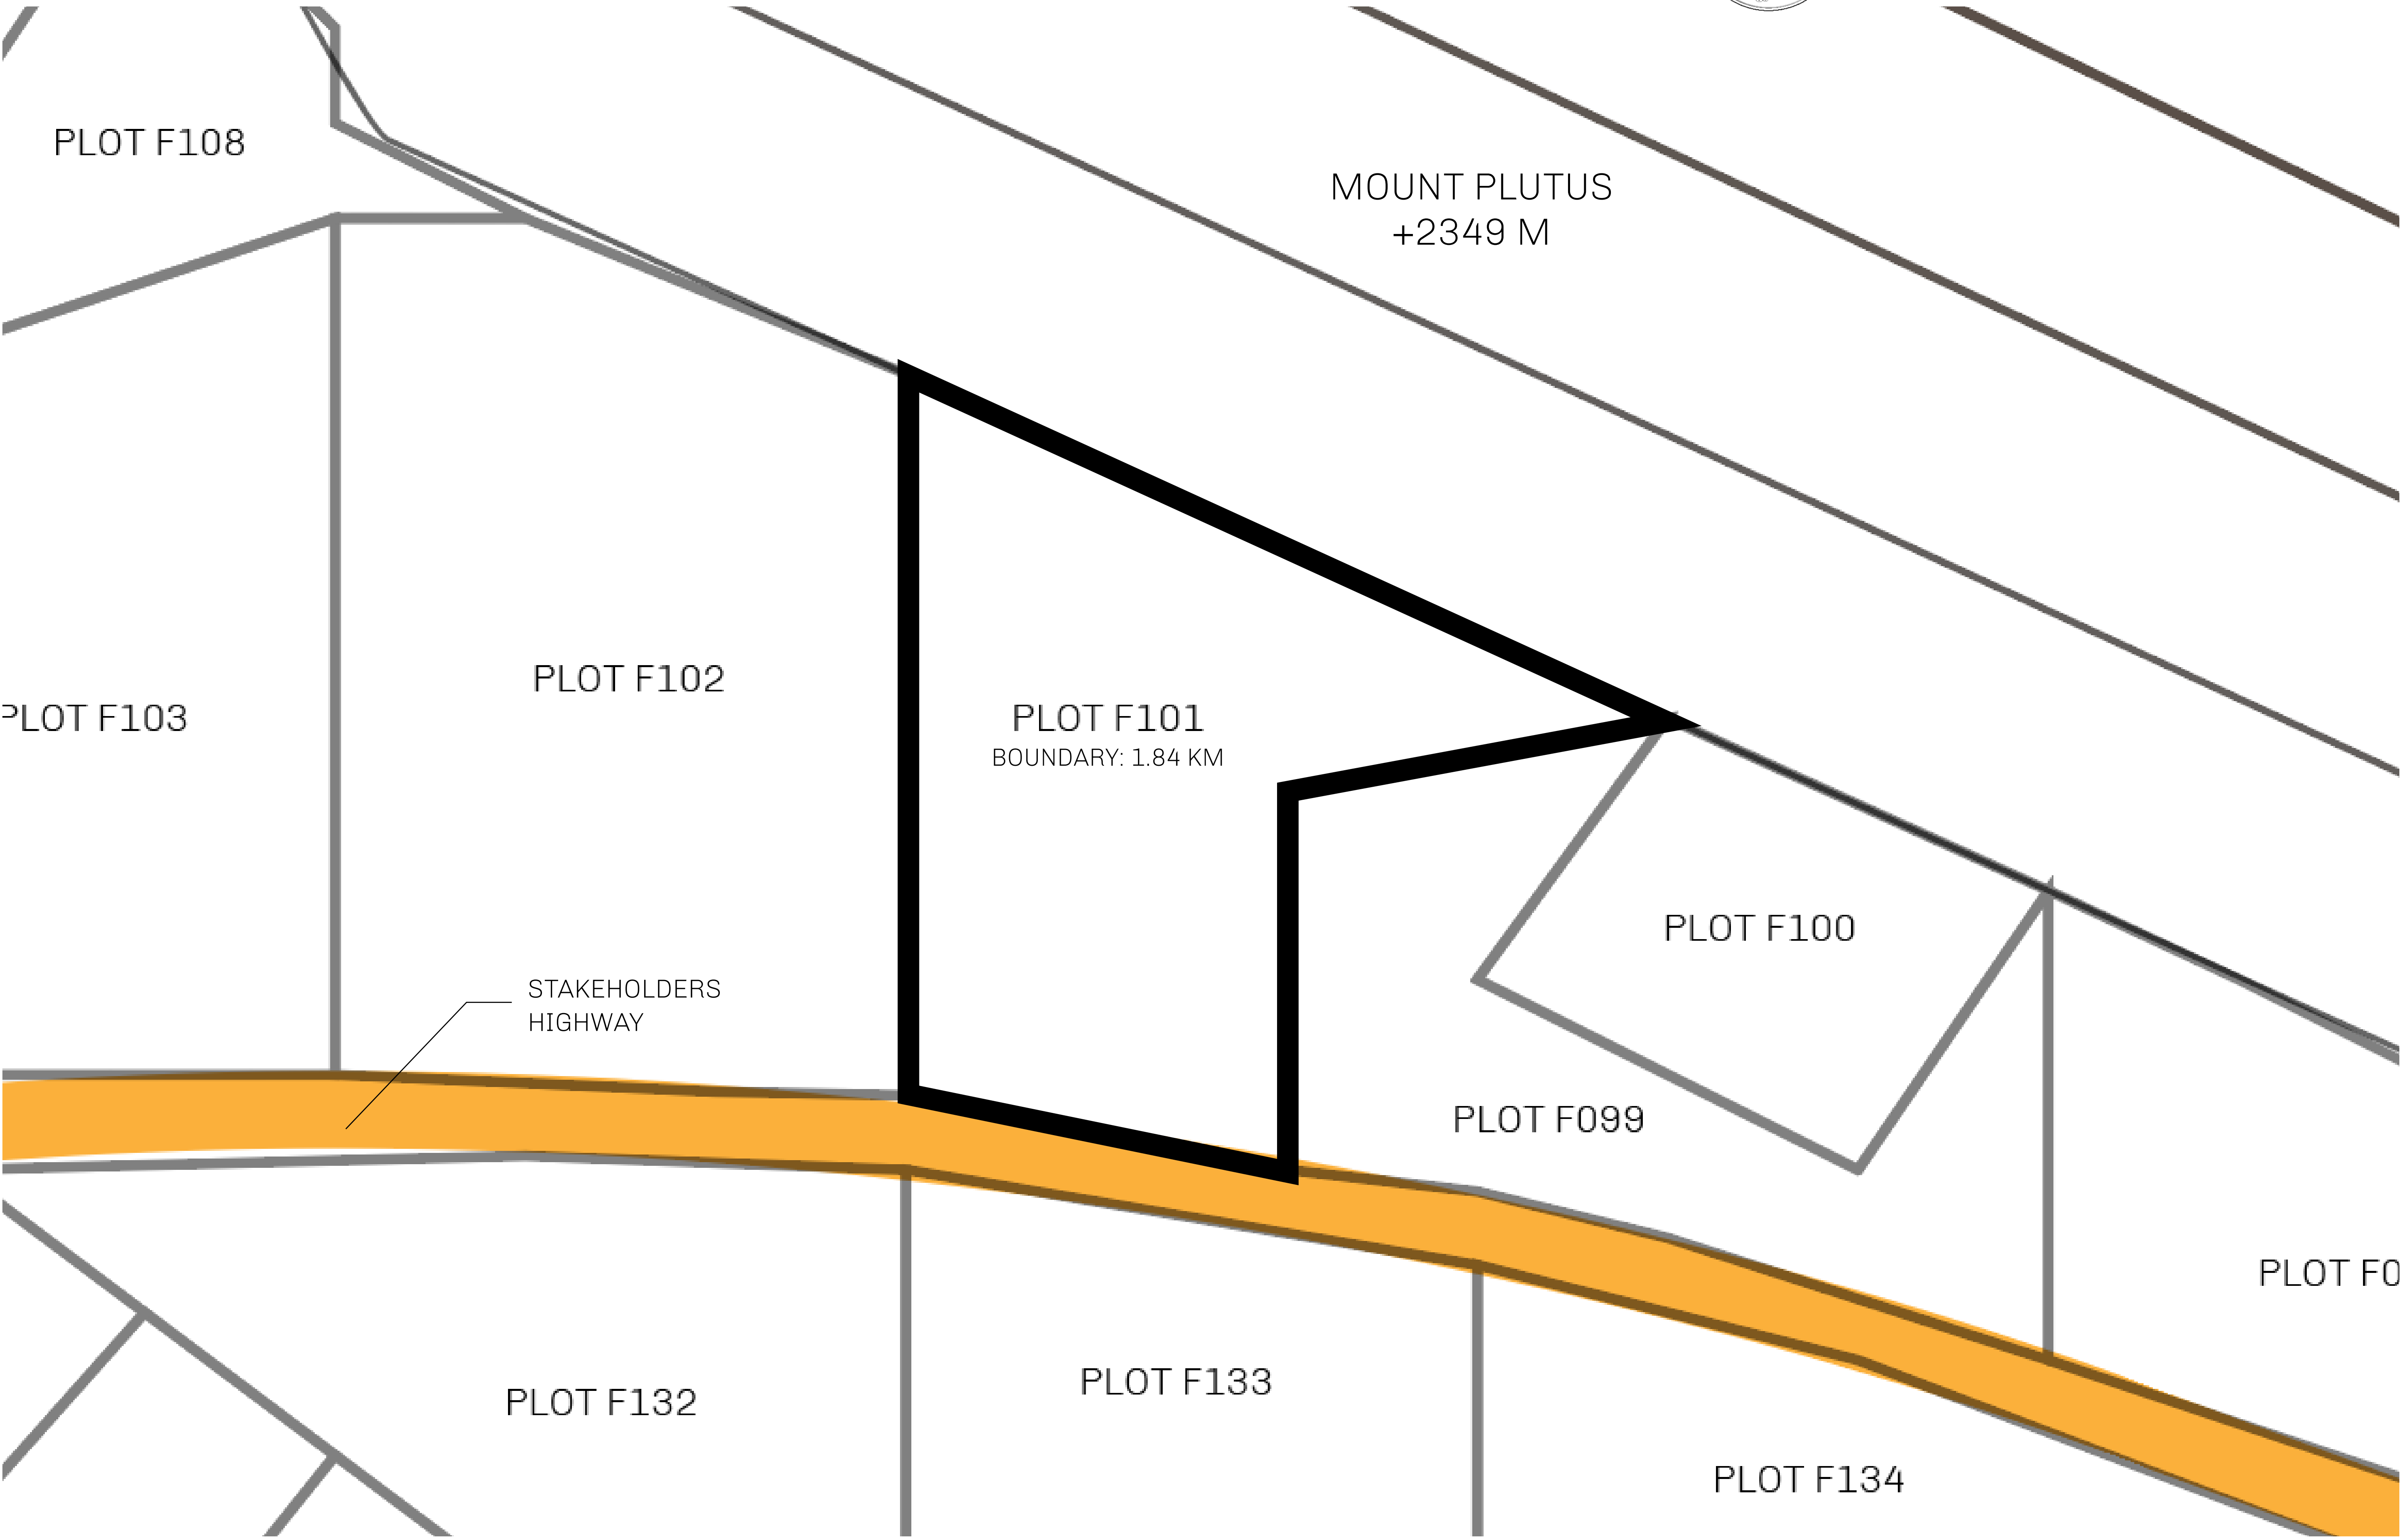 PLOT F108
MOUNT PLUTUS
+2349 M
PLOT F102
PLOT F103
PLOT F101
BOUNDARY: 1.84 KM
PLOT F100
STAKEHOLDERS
HIGHWAY
PLOT F099
PLOT F0
PLOT F133
PLOT F132
PLOT F134